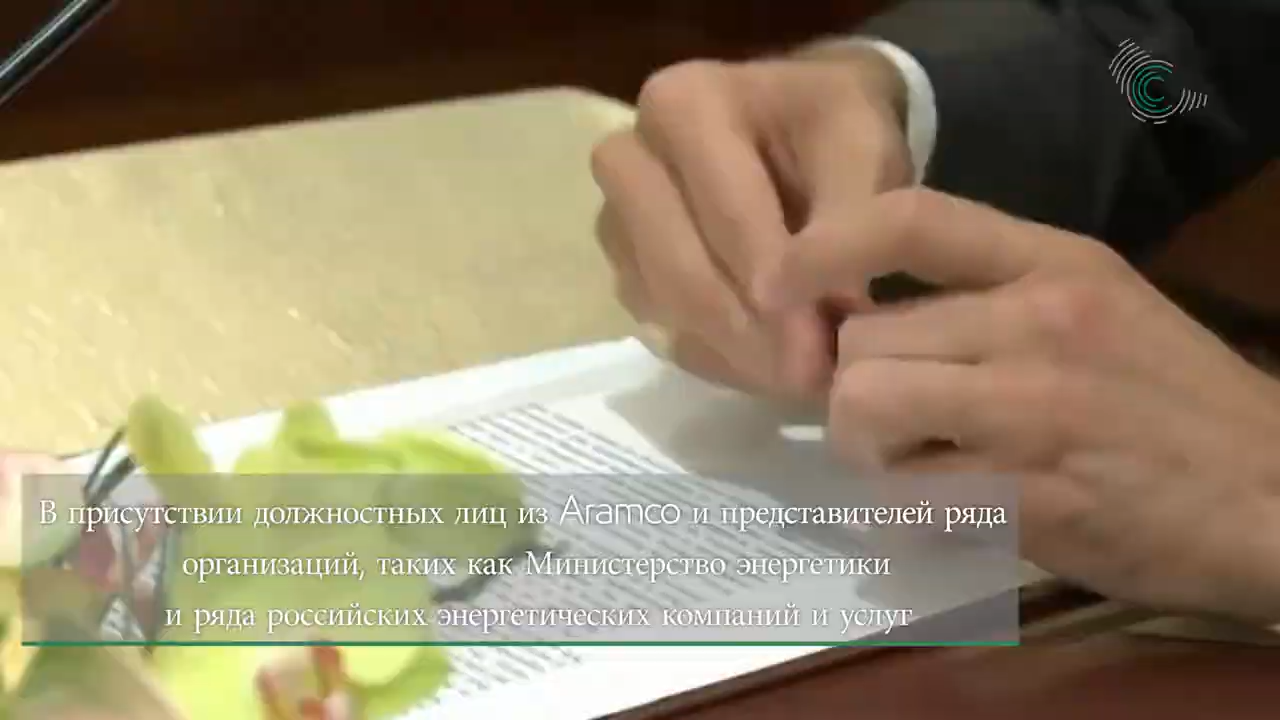 В присутствии должностных лиц из Aramco и представителей ряда
организаций, таких как Министерство энергетики
и ряда российских энергетических компаний и услуг